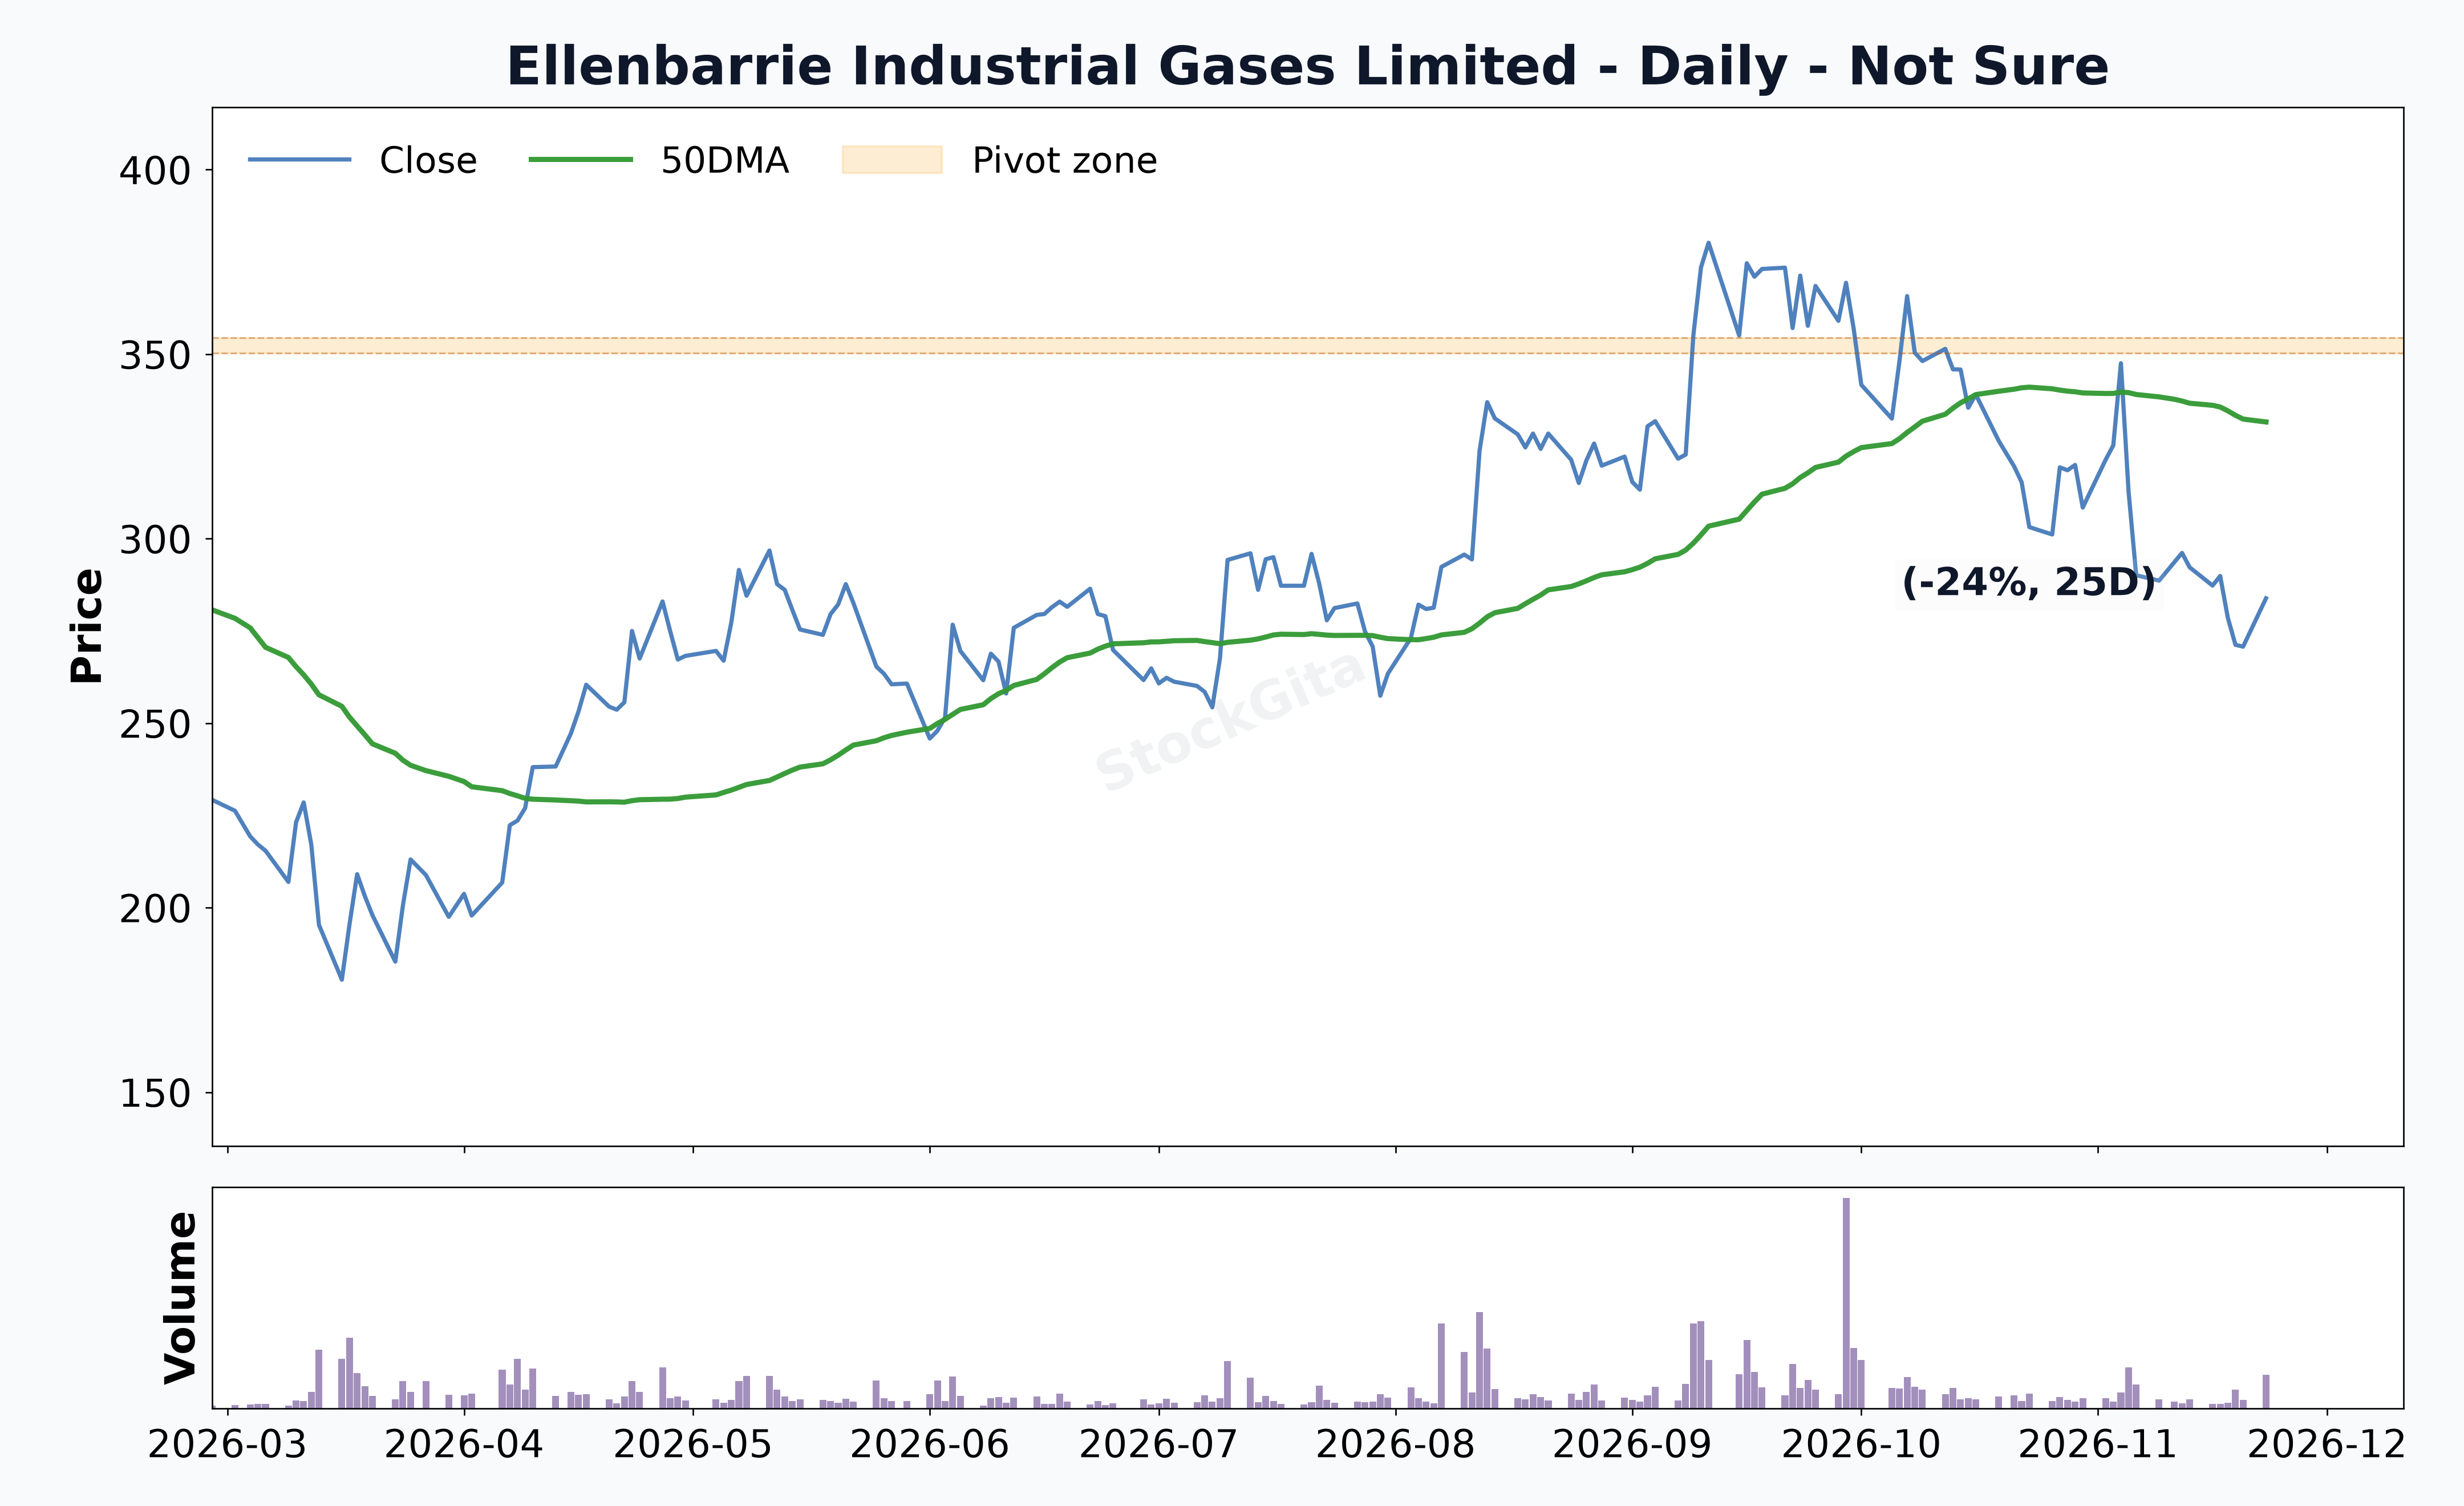 Ellenbarrie Industrial Gases Limited - Daily - Not Sure
Close 50DMA Pivot zone
400
350
300
250
200
150
Price
(-24%, 25D)
StockGita
Volume
2026-03 2026-04 2026-05 2026-06 2026-07 2026-08 2026-09 2026-10 2026-11 2026-12